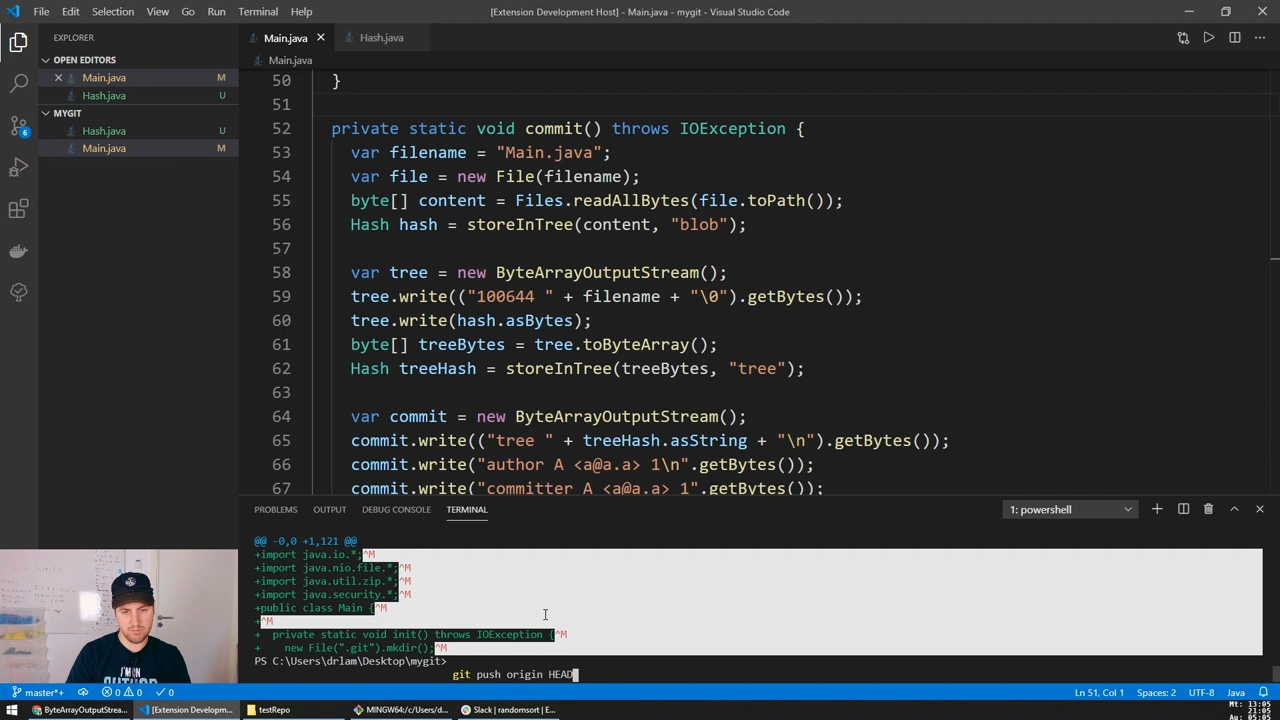 File Edit Selection View Go Run Terminal Help
[Extension Development Host] - Main.java - mygit - Visual Studio Code
EXPLORER
OPEN EDITORS
Main.java M
Hash.java U
MYGIT
Hash.java U
Main.java M
6
Main.java
Hash.java
Main.java
50 }
51
52 private static void commit() throws IOException {
53 var filename = "Main.java";
54 var file = new File(filename);
55 byte[] content = Files.readAllBytes(file.toPath());
56 Hash hash = storeInTree(content, "blob");
57
58 var tree = new ByteArrayOutputStream();
59 tree.write(("100644 " + filename + "\0").getBytes());
60 tree.write(hash.asBytes);
61 byte[] treeBytes = tree.toByteArray();
62 Hash treeHash = storeInTree(treeBytes, "tree");
63
64 var commit = new ByteArrayOutputStream();
65 commit.write(("tree " + treeHash.asString + "\n").getBytes());
66 commit.write("author A <a@a.a> 1\n".getBytes());
67 commit.write("committer A <a@a.a> 1".getBytes());
PROBLEMS OUTPUT DEBUG CONSOLE TERMINAL
1: powershell
@@ -0,0 +1,121 @@
+import java.io.*;^M
+import java.nio.file.*;^M
+import java.util.zip.*;^M
+import java.security.*;^M
+public class Main {^M
+^M
+  private static void init() throws IOException {^M
+    new File(".git").mkdir();^M
PS C:\Users\drlam\Desktop\mygit>
git push origin HEAD
master*+ 0 0 0
Ln 51, Col 1 Spaces: 2 UTF-8 Java
ByteArrayOutputStrea...
[Extension Developm...
testRepo
MINGW64:/c/Users/d...
Slack | randomsort | E...
Mt: 13:05
21:05